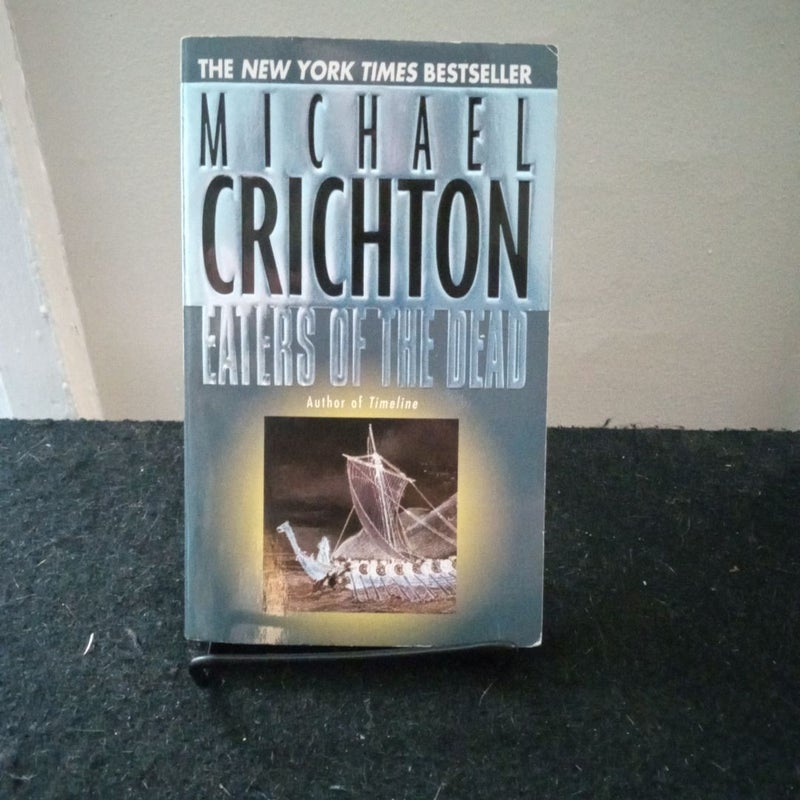 THE NEW YORK TIMES BESTSELLER
MICHAEL
CRICHTON
EATERS OF THE DEAD
Author of Timeline